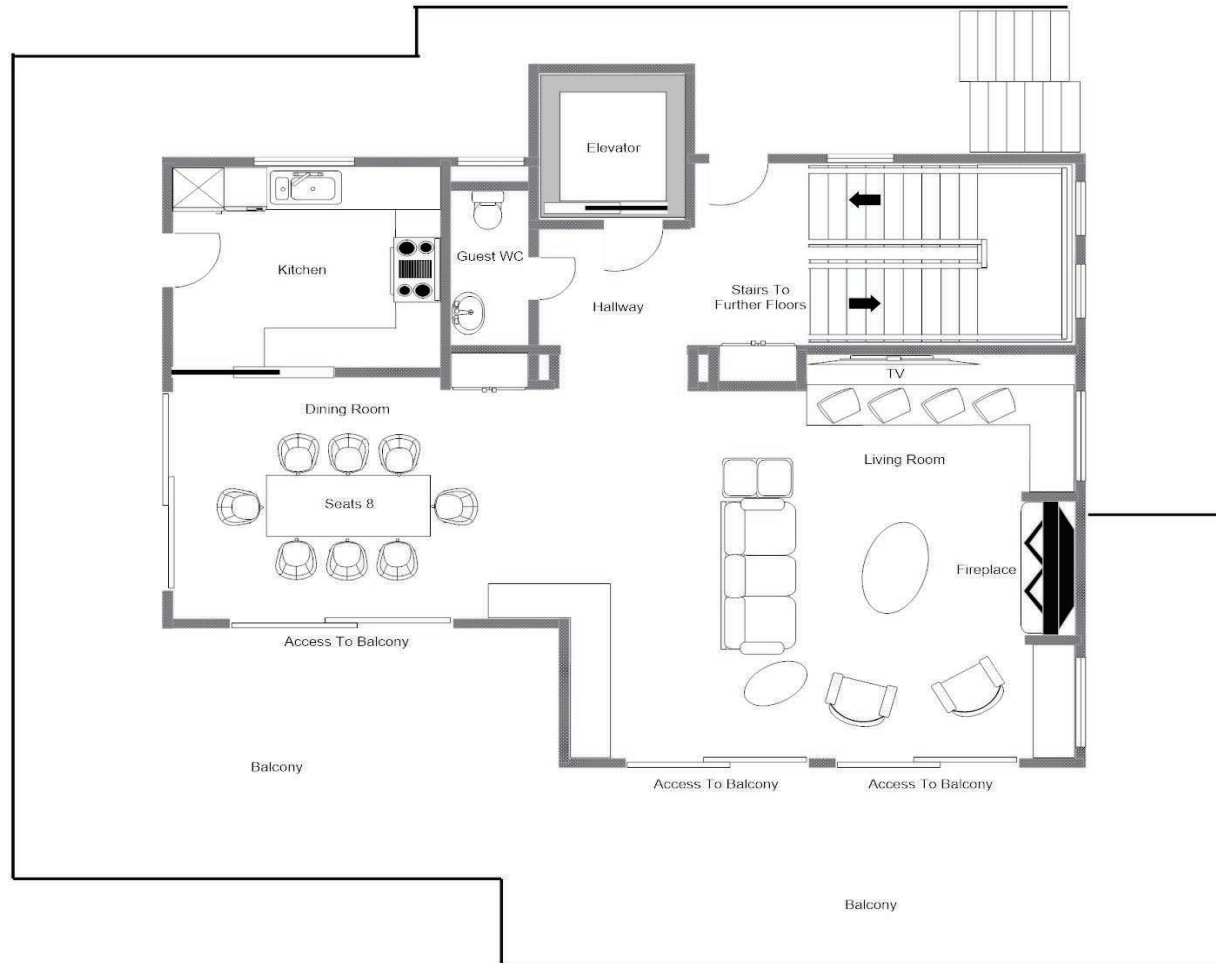 Elevator
Kitchen
Guest WC
Hallway
Stairs To
Further Floors
TV
Dining Room
Living Room
Seats 8
Fireplace
Access To Balcony
Balcony
Access To Balcony
Access To Balcony
Balcony